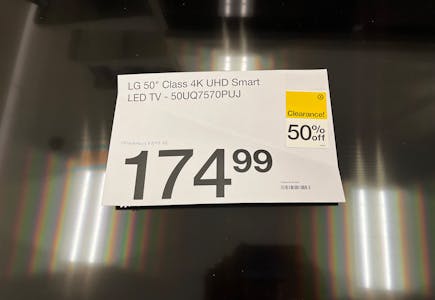 LG 50" Class 4K UHD Smart
LED TV - 50UQ7570PUJ
Clearance!
50% off
174.99